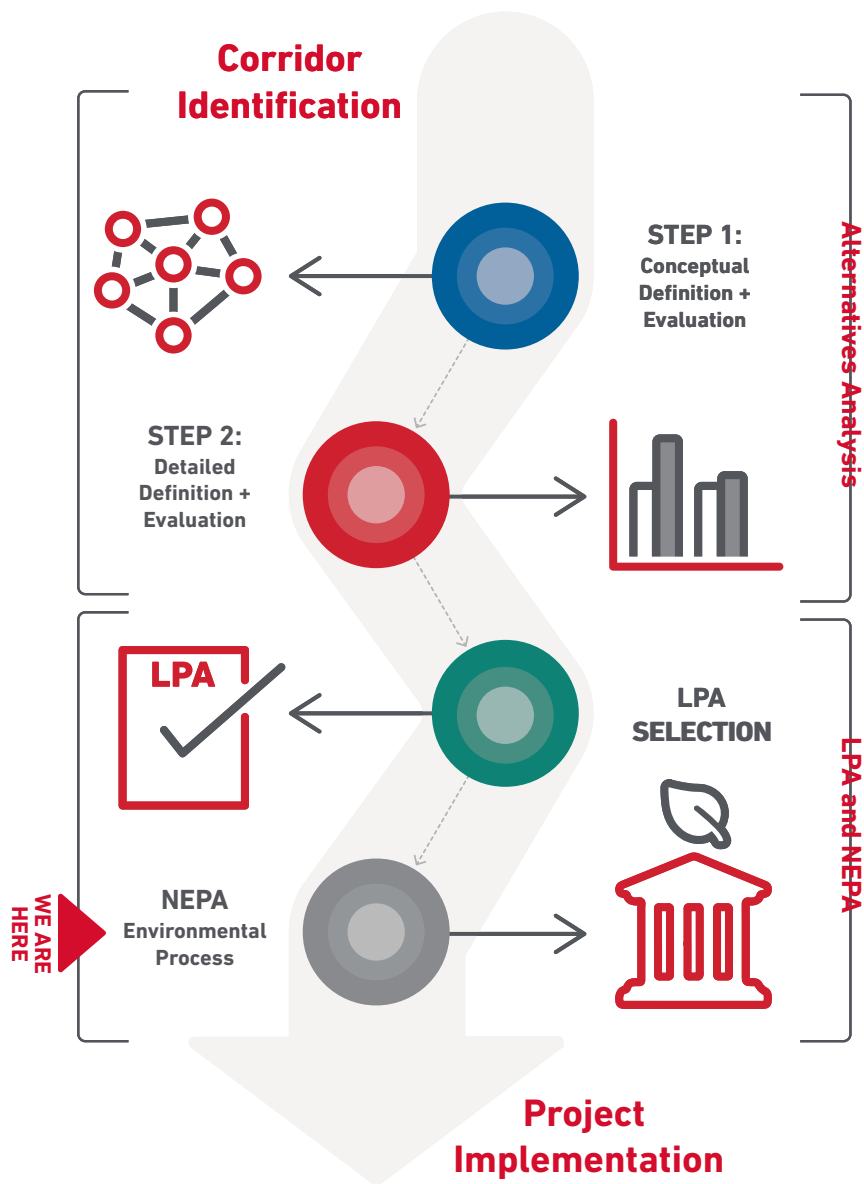 Corridor
Identification
STEP 1:
Conceptual
Definition +
Evaluation
Alternatives Analysis
STEP 2:
Detailed
Definition +
Evaluation
LPA
LPA
SELECTION
LPA and NEPA
WE ARE
HERE
NEPA
Environmental
Process
Project
Implementation